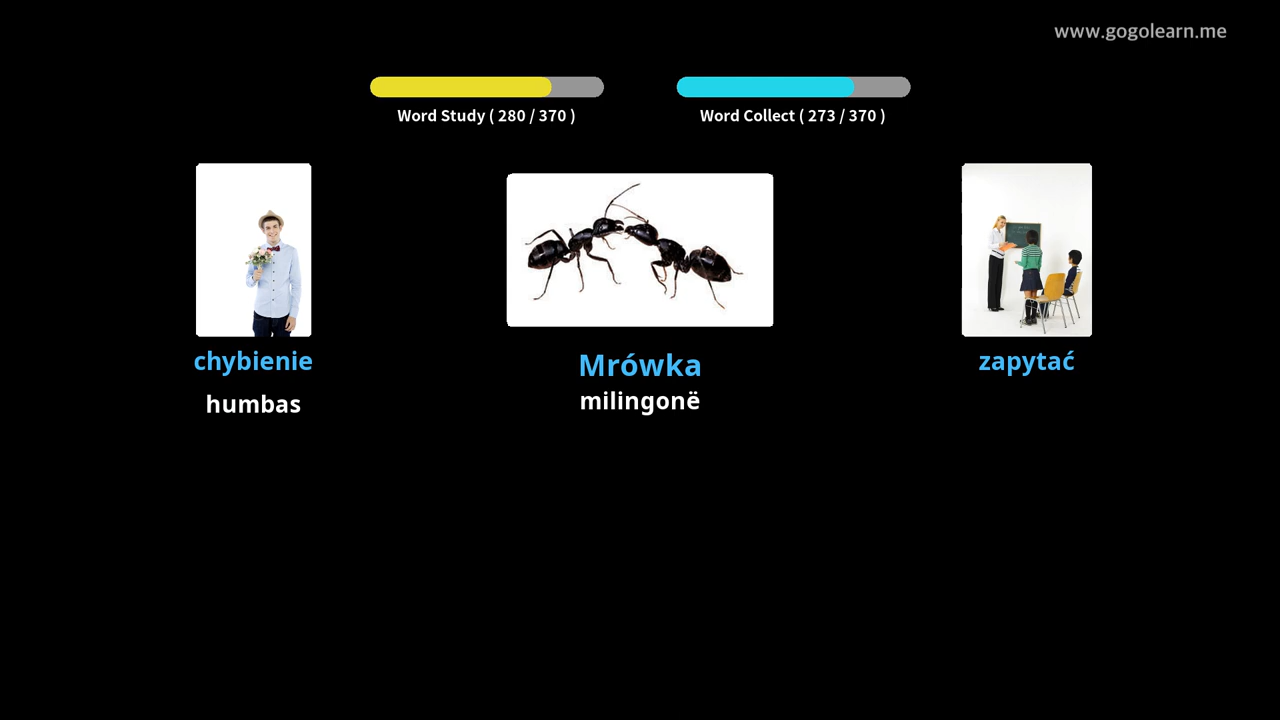 www.gogolearn.me
Word Study ( 280 / 370 )
Word Collect ( 273 / 370 )
chybienie
humbas
Mrówka
milingonë
zapytać